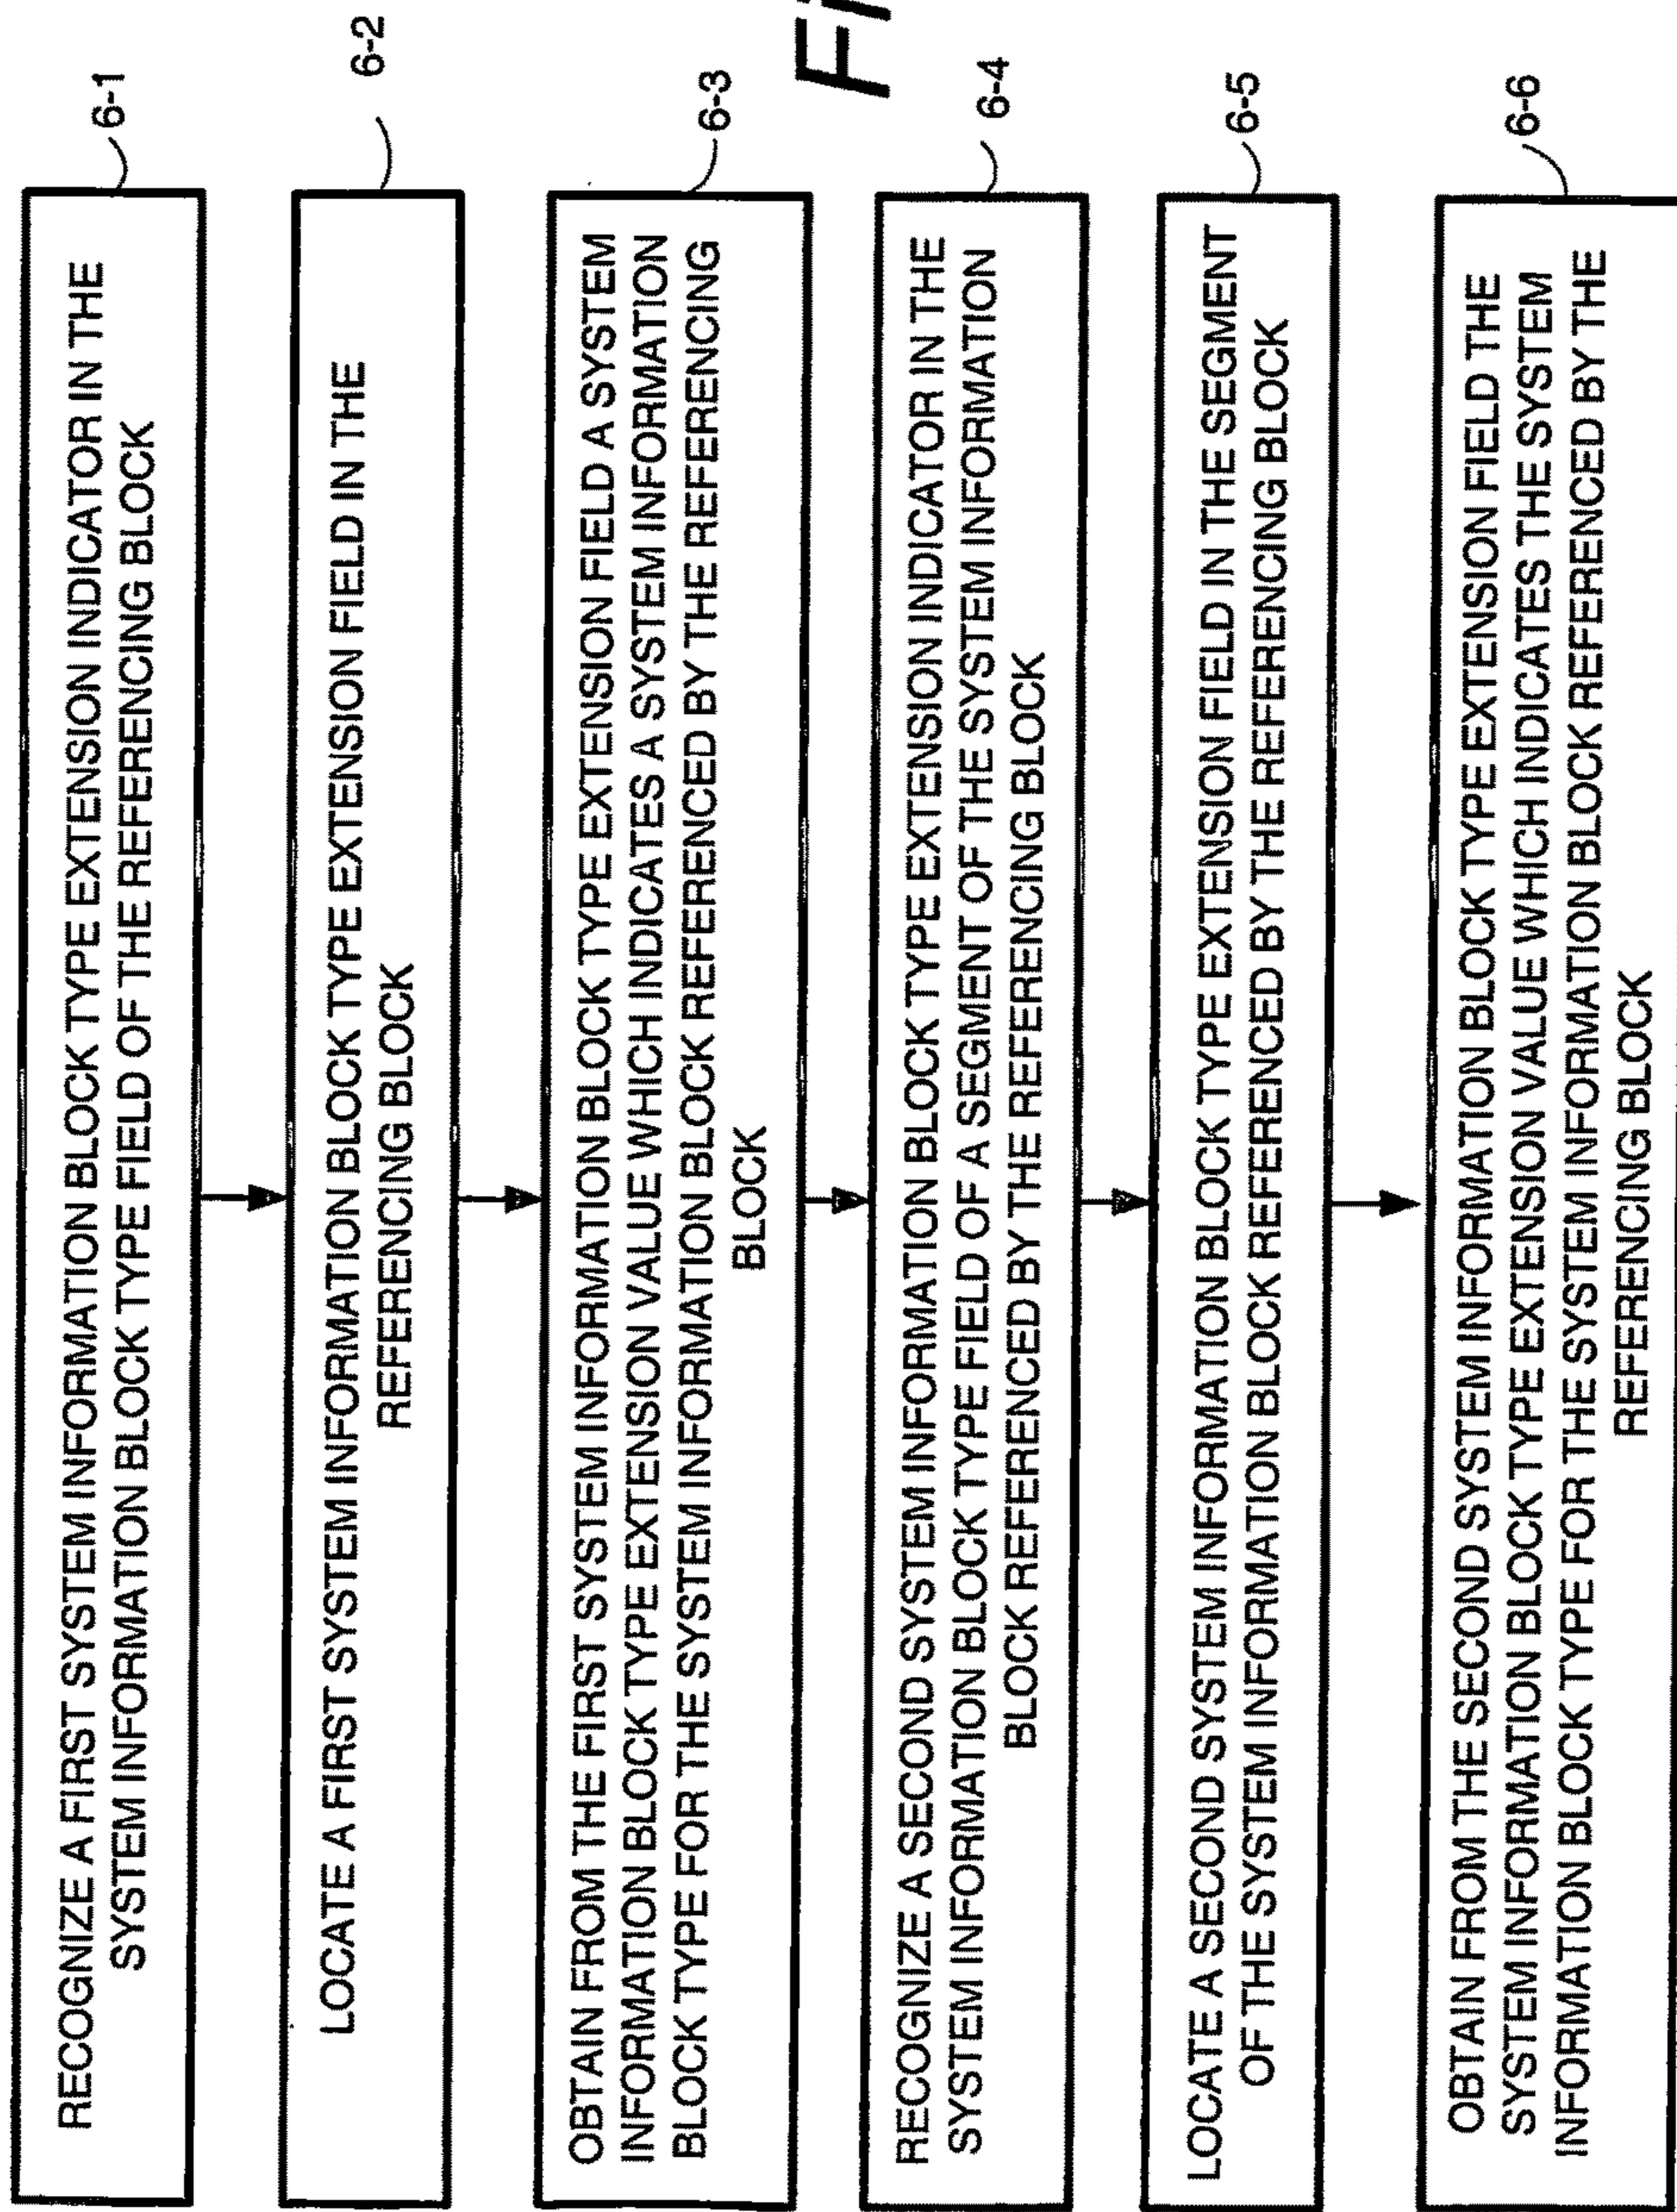 RECOGNIZE A FIRST SYSTEM INFORMATION BLOCK TYPE EXTENSION INDICATOR IN THE
SYSTEM INFORMATION BLOCK TYPE FIELD OF THE REFERENCING BLOCK
6-1
LOCATE A FIRST SYSTEM INFORMATION BLOCK TYPE EXTENSION FIELD IN THE
REFERENCING BLOCK
6-2
OBTAIN FROM THE FIRST SYSTEM INFORMATION BLOCK TYPE EXTENSION FIELD A SYSTEM
INFORMATION BLOCK TYPE EXTENSION VALUE WHICH INDICATES A SYSTEM INFORMATION
BLOCK TYPE FOR THE SYSTEM INFORMATION BLOCK REFERENCED BY THE REFERENCING
BLOCK
6-3
RECOGNIZE A SECOND SYSTEM INFORMATION BLOCK TYPE EXTENSION INDICATOR IN THE
SYSTEM INFORMATION BLOCK TYPE FIELD OF A SEGMENT OF THE SYSTEM INFORMATION
BLOCK REFERENCED BY THE REFERENCING BLOCK
6-4
LOCATE A SECOND SYSTEM INFORMATION BLOCK TYPE EXTENSION FIELD IN THE SEGMENT
OF THE SYSTEM INFORMATION BLOCK REFERENCED BY THE REFERENCING BLOCK
6-5
OBTAIN FROM THE SECOND SYSTEM INFORMATION BLOCK TYPE EXTENSION FIELD THE
SYSTEM INFORMATION BLOCK TYPE EXTENSION VALUE WHICH INDICATES THE SYSTEM
INFORMATION BLOCK TYPE FOR THE SYSTEM INFORMATION BLOCK REFERENCED BY THE
REFERENCING BLOCK
6-6